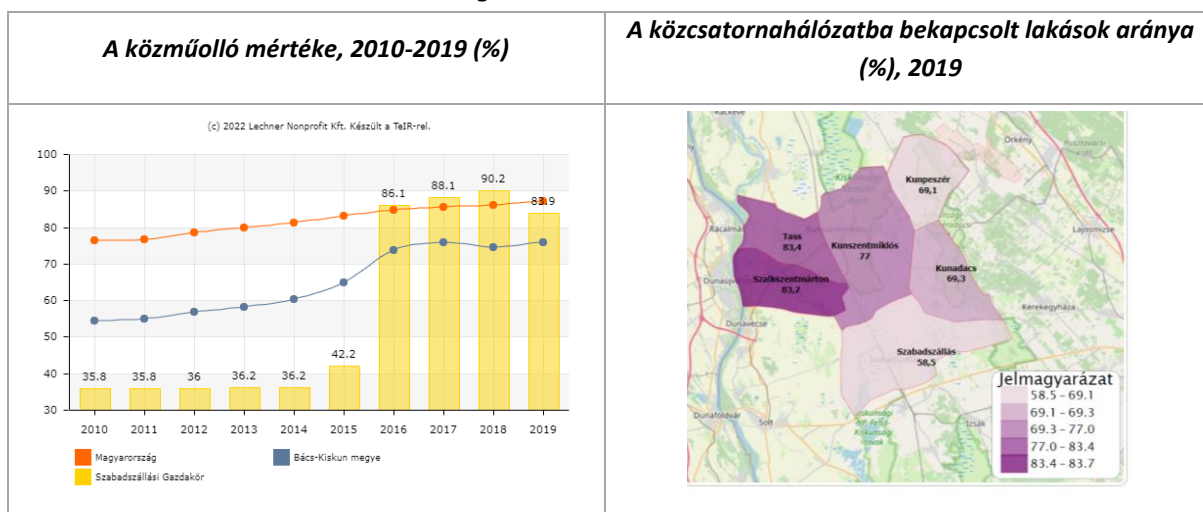 A közműolló mértéke, 2010-2019 (%)
A közcsatornahálózatba bekapcsolt lakások aránya
(%), 2019
(c) 2022 Lechner Nonprofit Kft. Készült a TeIR-rel.
100
90
80
70
60
50
40
30
35.8
35.8
36
36.2
36.2
42.2
86.1
88.1
90.2
83.9
2010
2011
2012
2013
2014
2015
2016
2017
2018
2019
Magyarország
Bács-Kiskun megye
Szabadszállási Gazdakör
Ráckeve
Örkény
Kunpeszér
69,1
Rácalmás
Tass
83,4
Kunszentmiklós
77
Lajosmizse
Szalkszentmárton
83,7
Kunadacs
69,3
Dunavecse
Kerekegyháza
Szabadszállás
58,5
Dunaföldvár
Solt
Izsák
Jelmagyarázat
58.5 - 69.1
69.1 - 69.3
69.3 - 77.0
77.0 - 83.4
83.4 - 83.7